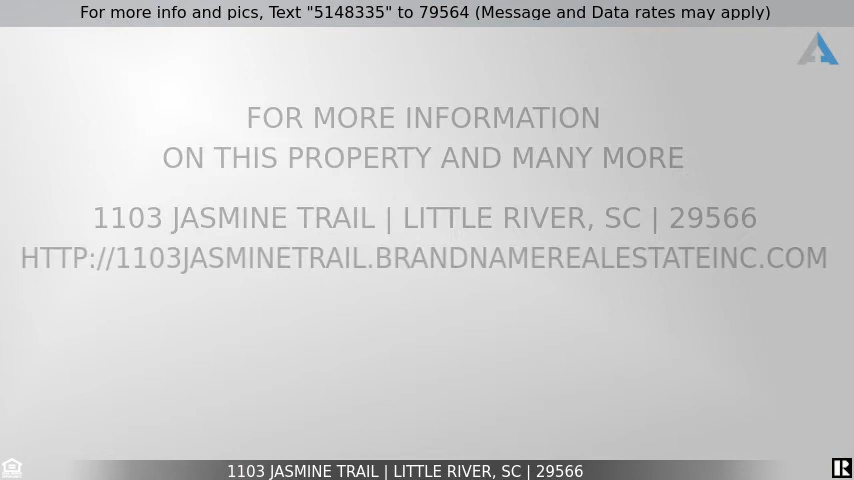 For more info and pics, Text "5148335" to 79564 (Message and Data rates may apply)
FOR MORE INFORMATION
ON THIS PROPERTY AND MANY MORE
1103 JASMINE TRAIL | LITTLE RIVER, SC | 29566
HTTP://1103JASMINETRAIL.BRANDNAMEREALESTATEINC.COM
1103 JASMINE TRAIL | LITTLE RIVER, SC | 29566